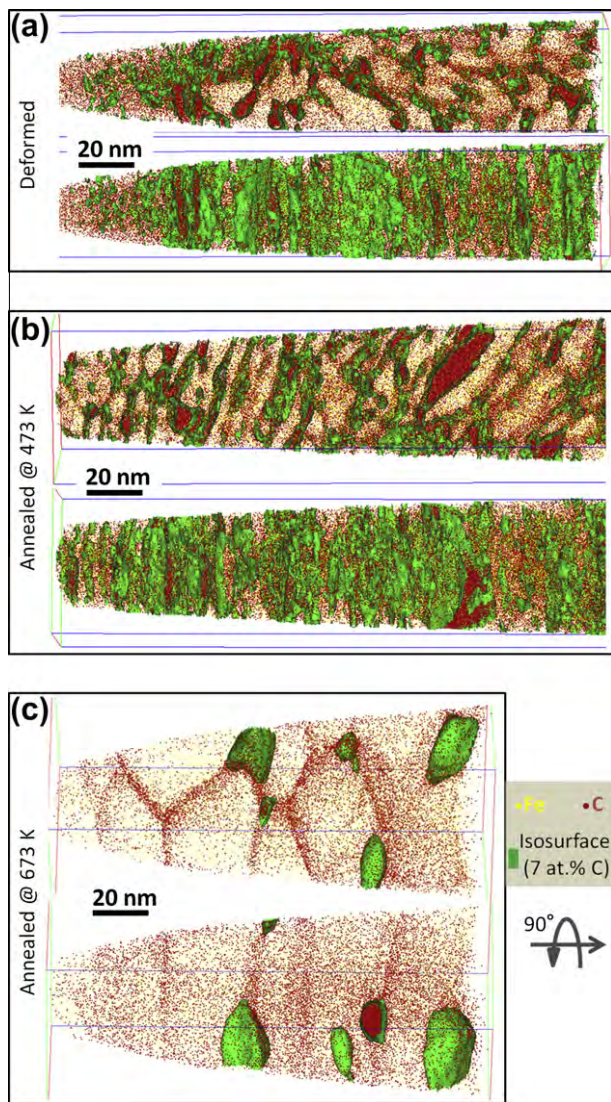 (a)
Deformed
20 nm
(b)
Annealed @ 473 K
20 nm
(c)
Annealed @ 673 K
20 nm
Fe C
Isosurface
(7 at.% C)
90°